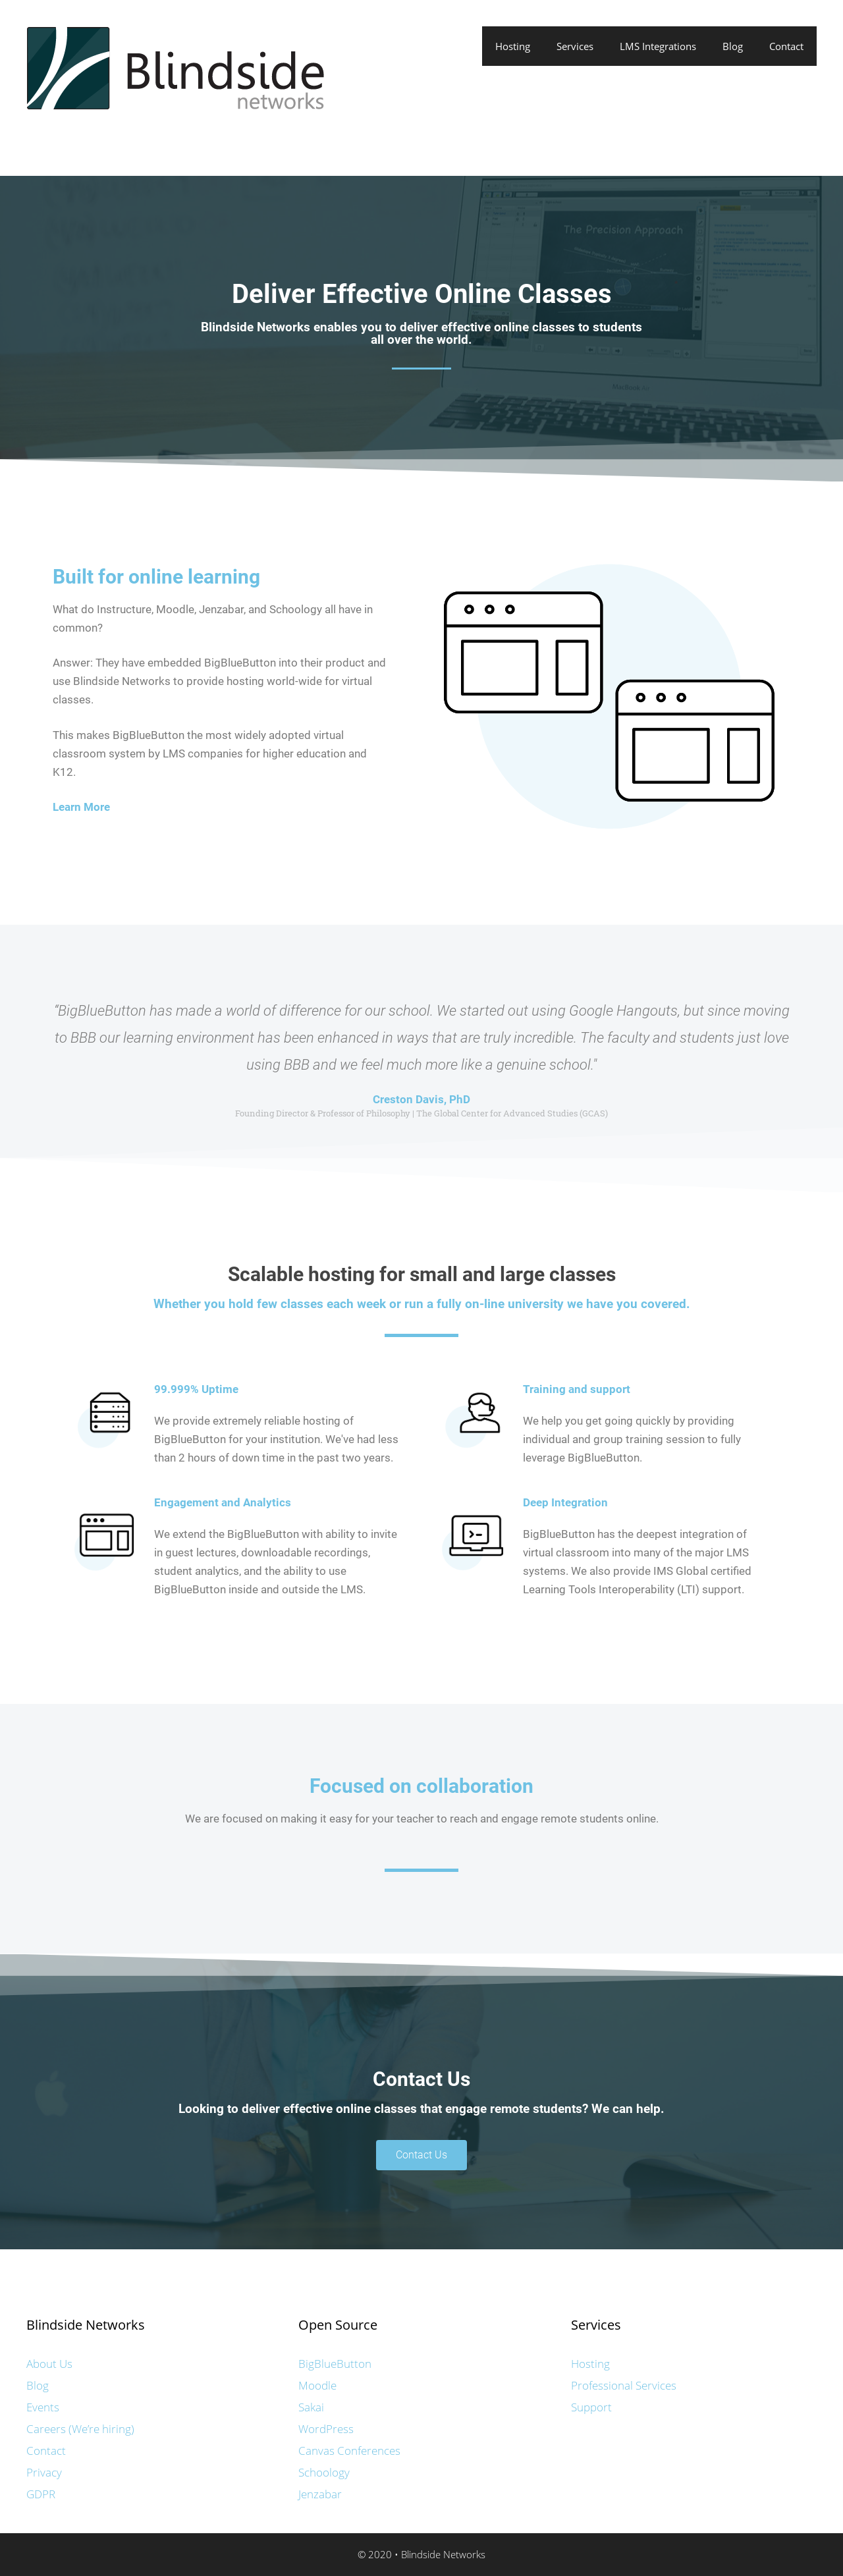 Blindside
networks
Hosting
Services
LMS Integrations
Blog
Contact
The Precision Approach
Deliver Effective Online Classes
Blindside Networks enables you to deliver effective online classes to students
all over the world.
Built for online learning
What do Instructure, Moodle, Jenzabar, and Schoology all have in
common?
Answer: They have embedded BigBlueButton into their product and
use Blindside Networks to provide hosting world-wide for virtual
classes.
This makes BigBlueButton the most widely adopted virtual
classroom system by LMS companies for higher education and
K12.
Learn More
"BigBlueButton has made a world of difference for our school. We started out using Google Hangouts, but since moving
to BBB our learning environment has been enhanced in ways that are truly incredible. The faculty and students just love
using BBB and we feel much more like a genuine school."
Creston Davis, PhD
Founding Director & Professor of Philosophy | The Global Center for Advanced Studies (GCAS)
Scalable hosting for small and large classes
Whether you hold few classes each week or run a fully on-line university we have you covered.
99.999% Uptime
We provide extremely reliable hosting of
BigBlueButton for your institution. We've had less
than 2 hours of down time in the past two years.
Training and support
We help you get going quickly by providing
individual and group training session to fully
leverage BigBlueButton.
Engagement and Analytics
We extend the BigBlueButton with ability to invite
in guest lectures, downloadable recordings,
student analytics, and the ability to use
BigBlueButton inside and outside the LMS.
Deep Integration
BigBlueButton has the deepest integration of
virtual classroom into many of the major LMS
systems. We also provide IMS Global certified
Learning Tools Interoperability (LTI) support.
Focused on collaboration
We are focused on making it easy for your teacher to reach and engage remote students online.
Contact Us
Looking to deliver effective online classes that engage remote students? We can help.
Contact Us
Blindside Networks
About Us
Blog
Events
Careers (We're hiring)
Contact
Privacy
GDPR
Open Source
BigBlueButton
Moodle
Sakai
WordPress
Canvas Conferences
Schoology
Jenzabar
Services
Hosting
Professional Services
Support
© 2020 • Blindside Networks